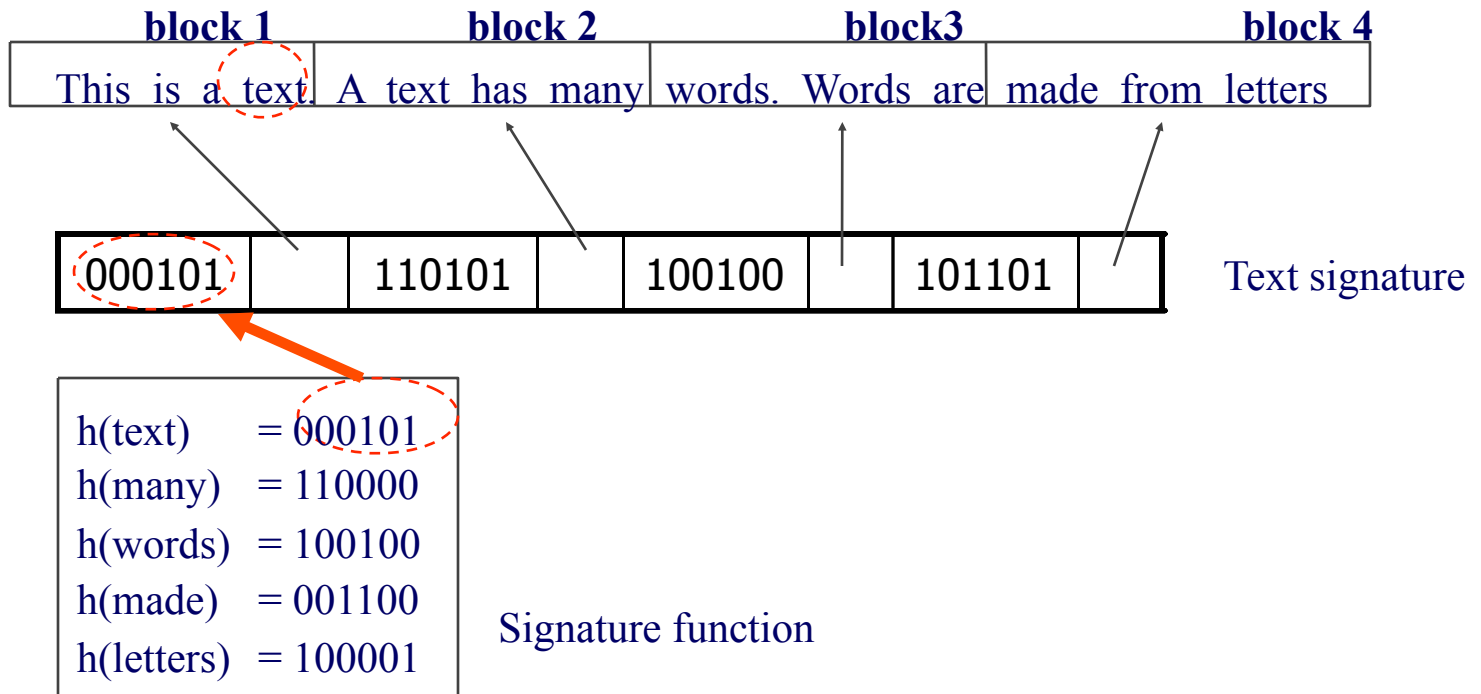 block 1 block 2 block3 block 4
This is a text. A text has many words. Words are made from letters
000101 110101 100100 101101 Text signature
h(text) = 000101
h(many) = 110000
h(words) = 100100
h(made) = 001100
h(letters) = 100001
Signature function